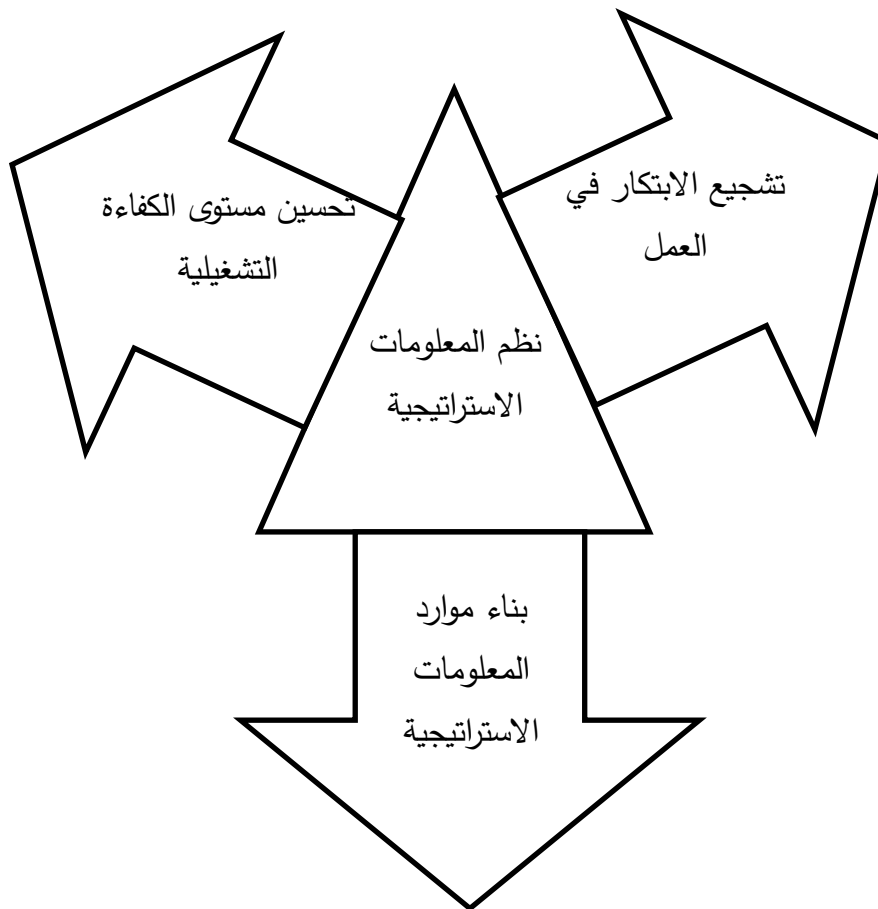 تشجيع الابتكار في
العمل
تحسين مستوى الكفاءة
التشغيلية
نظم المعلومات
الاستراتيجية
بناء موارد
المعلومات
الاستراتيجية